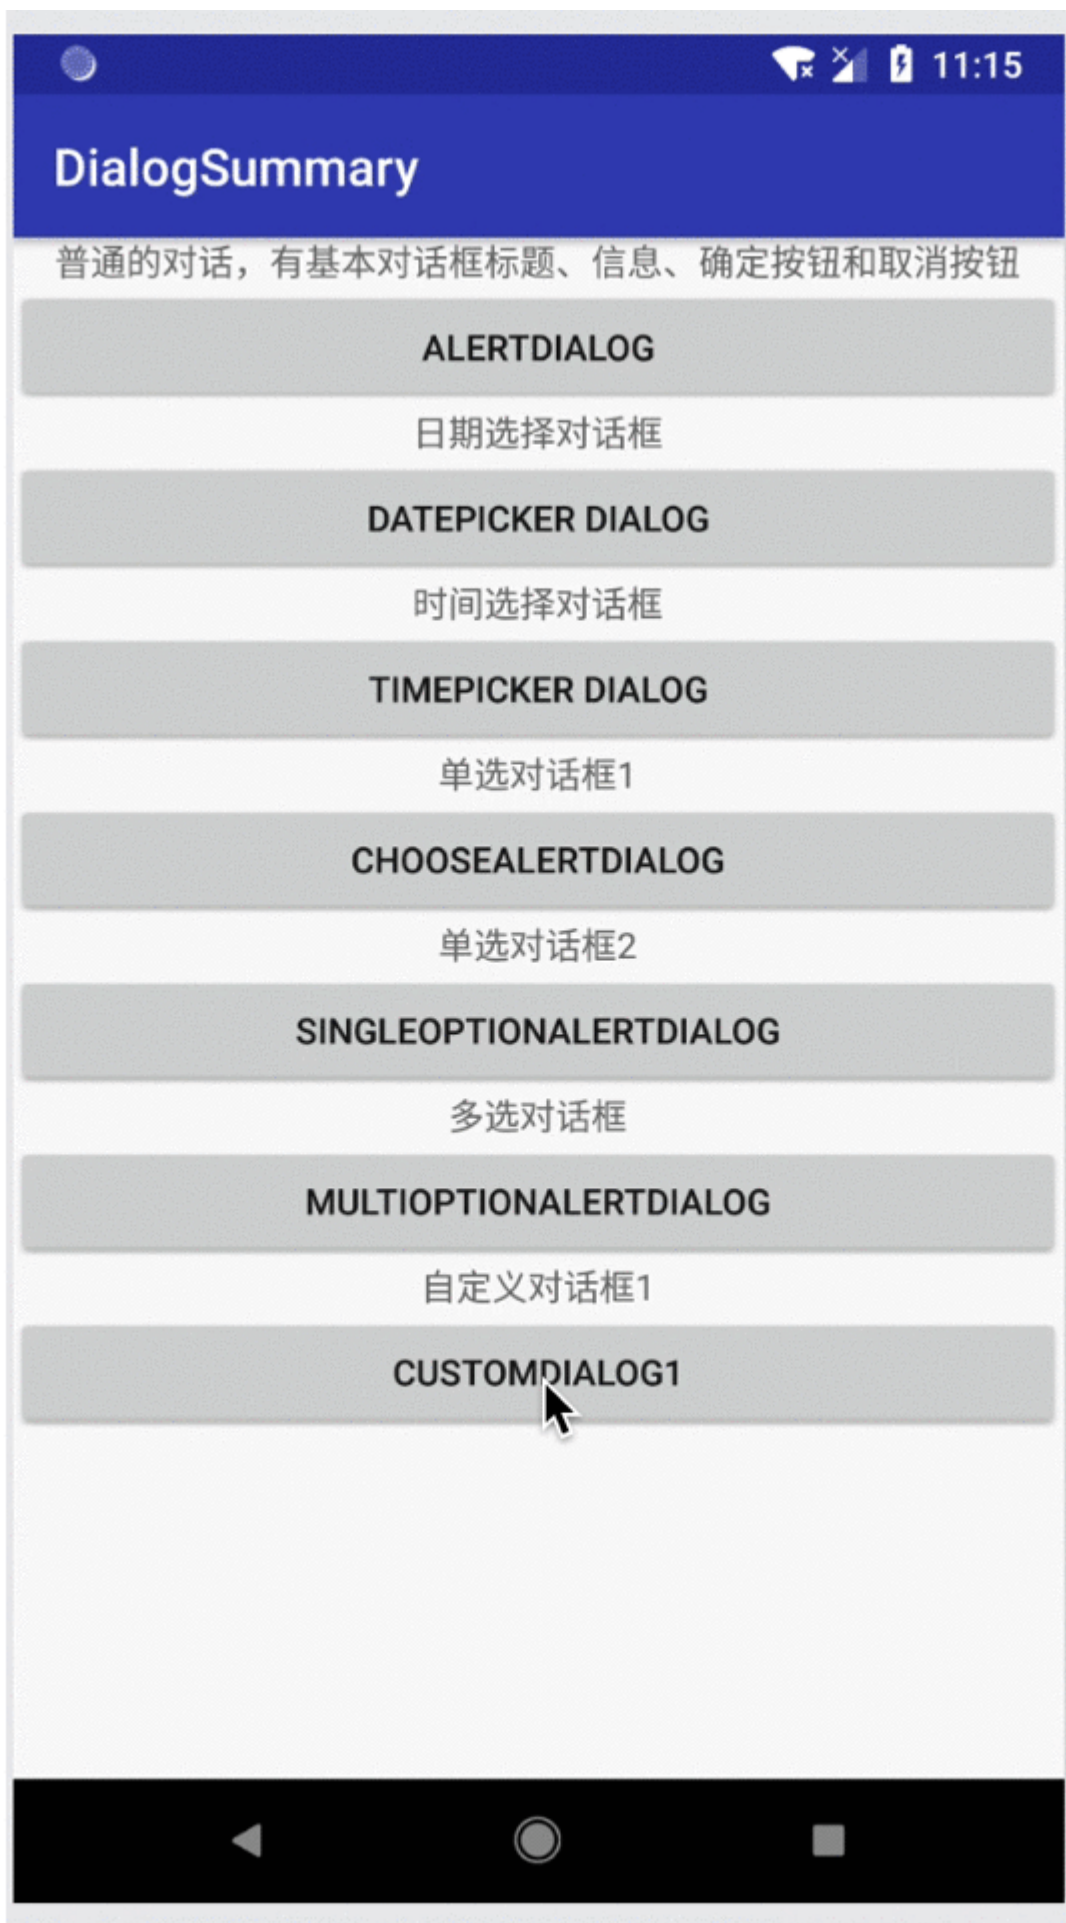 11:15
DialogSummary
普通的对话，有基本对话框标题、信息、确定按钮和取消按钮
ALERTDIALOG
日期选择对话框
DATEPICKER DIALOG
时间选择对话框
TIMEPICKER DIALOG
单选对话框1
CHOOSEALERTDIALOG
单选对话框2
SINGLEOPTIONALERTDIALOG
多选对话框
MULTIOPTIONALERTDIALOG
自定义对话框1
CUSTOMDIALOG1